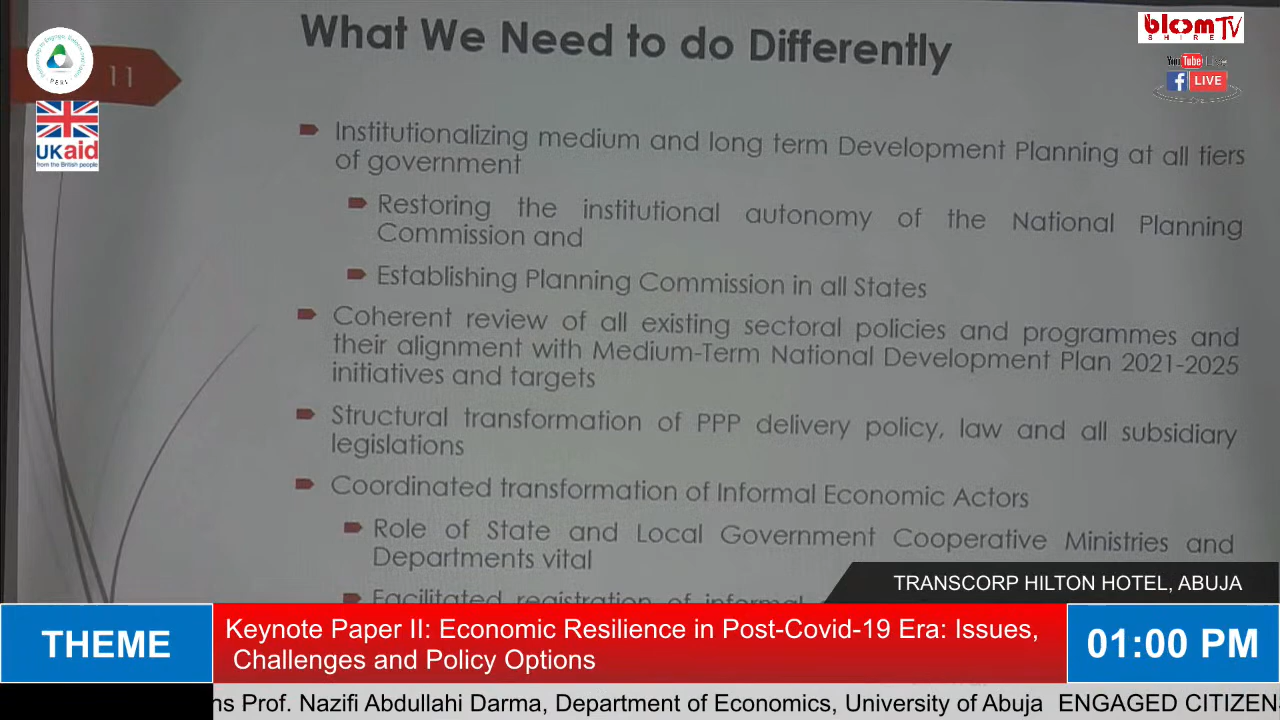 What We Need to do Differently
11
PERL
UKaid
from the British people
bloom TV
SHIRE
YouTube Live
f LIVE
Institutionalizing medium and long term Development Planning at all tiers
of government
Restoring the institutional autonomy of the National Planning
Commission and
Establishing Planning Commission in all States
Coherent review of all existing sectoral policies and programmes and
their alignment with Medium-Term National Development Plan 2021-2025
initiatives and targets
Structural transformation of PPP delivery policy, law and all subsidiary
legislations
Coordinated transformation of Informal Economic Actors
Role of State and Local Government Cooperative Ministries and
Departments vital
Facilitated registration of informal
TRANSCORP HILTON HOTEL, ABUJA
THEME
Keynote Paper II: Economic Resilience in Post-Covid-19 Era: Issues,
Challenges and Policy Options
01:00 PM
ns Prof. Nazifi Abdullahi Darma, Department of Economics, University of Abuja ENGAGED CITIZEN